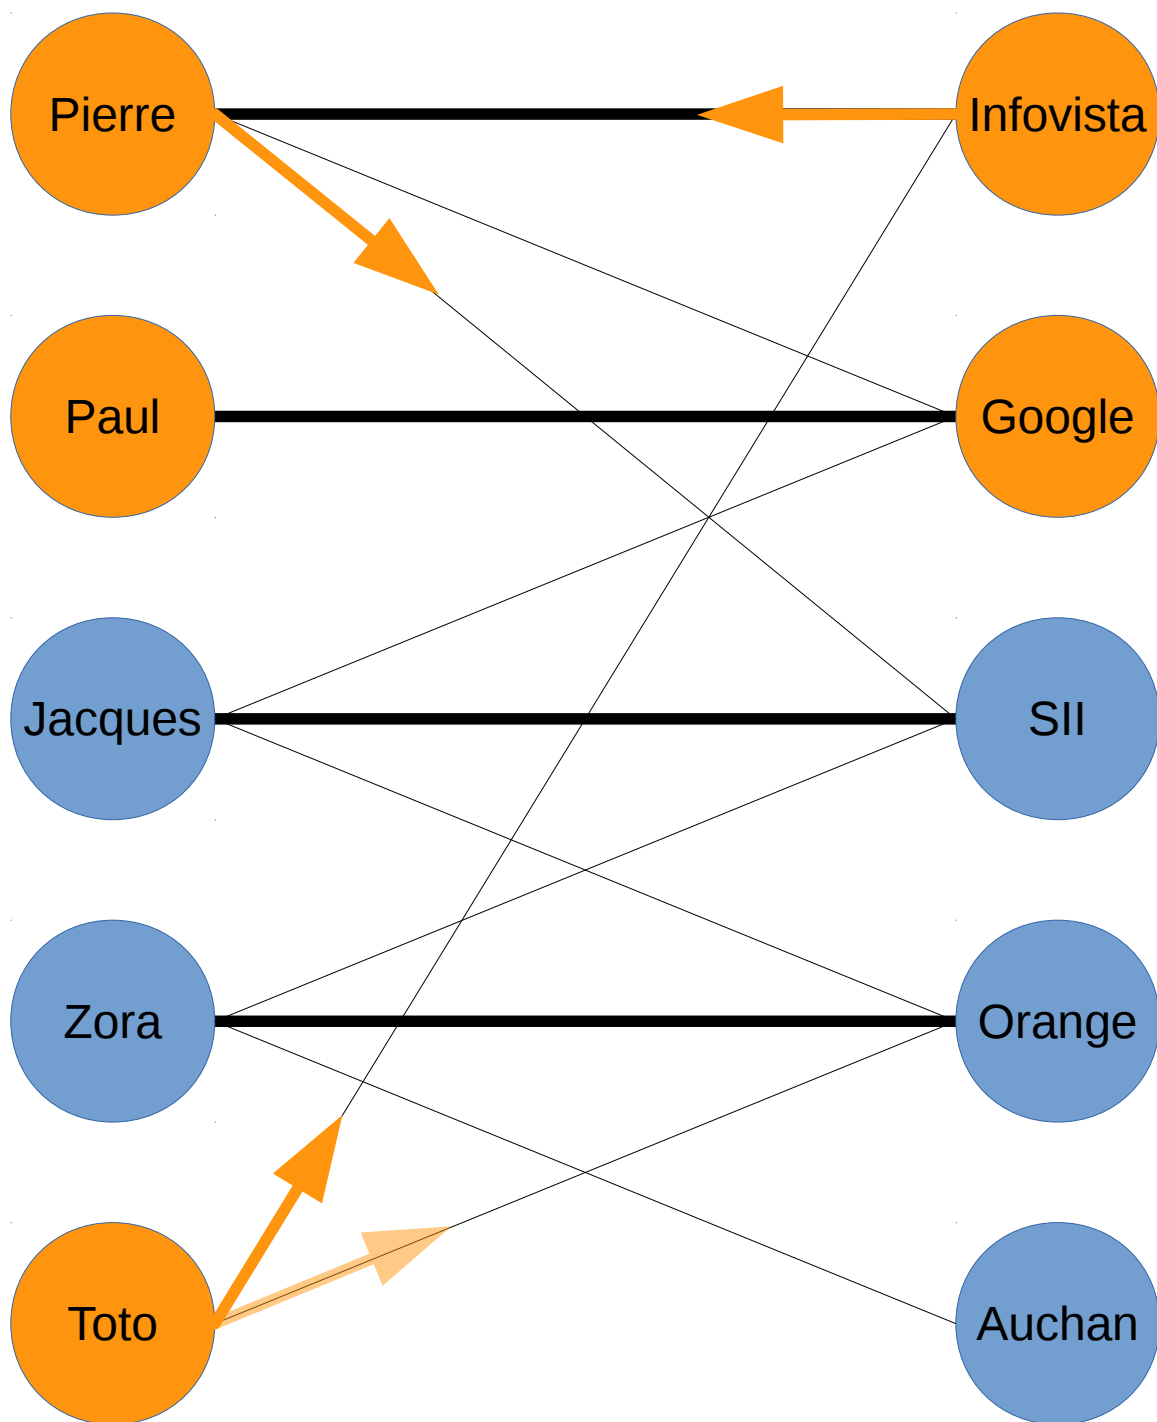 Pierre
Infovista
Paul
Google
Jacques
SII
Zora
Orange
Toto
Auchan